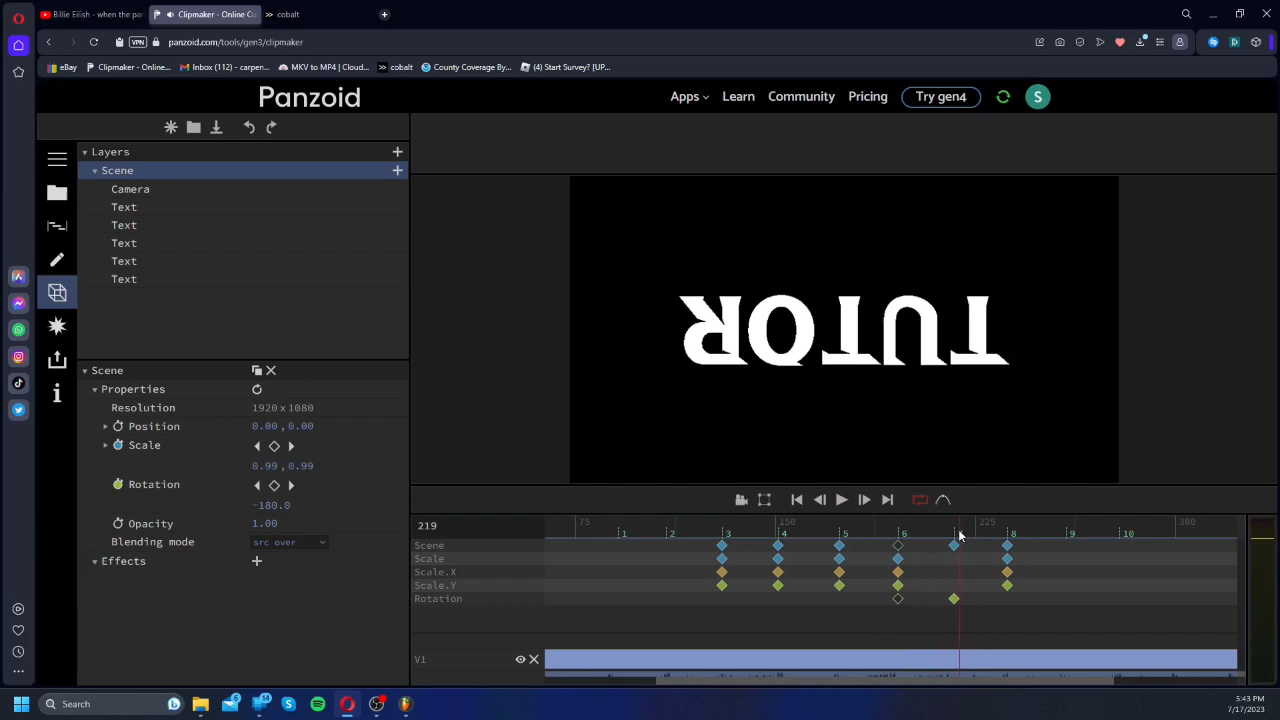 Billie Eilish - when the pa
Clipmaker - Online Co
cobalt
VPN
panzoid.com/tools/gen3/clipmaker
eBay
Clipmaker - Online...
Inbox (112) - carpen...
MKV to MP4 | Cloud...
cobalt
County Coverage By...
(4) Start Survey? [UP...
Panzoid
Apps
Learn
Community
Pricing
Try gen4
S
Layers
Scene
Camera
Text
Text
Text
Text
Text
TUTOR
Scene
Properties
Resolution 1920 x 1080
Position 0.00 , 0.00
Scale
0.99 , 0.99
Rotation
-180.0
Opacity 1.00
Blending mode src over
Effects
219
75 150 225 300
1 2 3 4 5 6 8 9 10
Scene
Scale
Scale.X
Scale.Y
Rotation
V1
Search
6
14
5:43 PM
7/17/2023